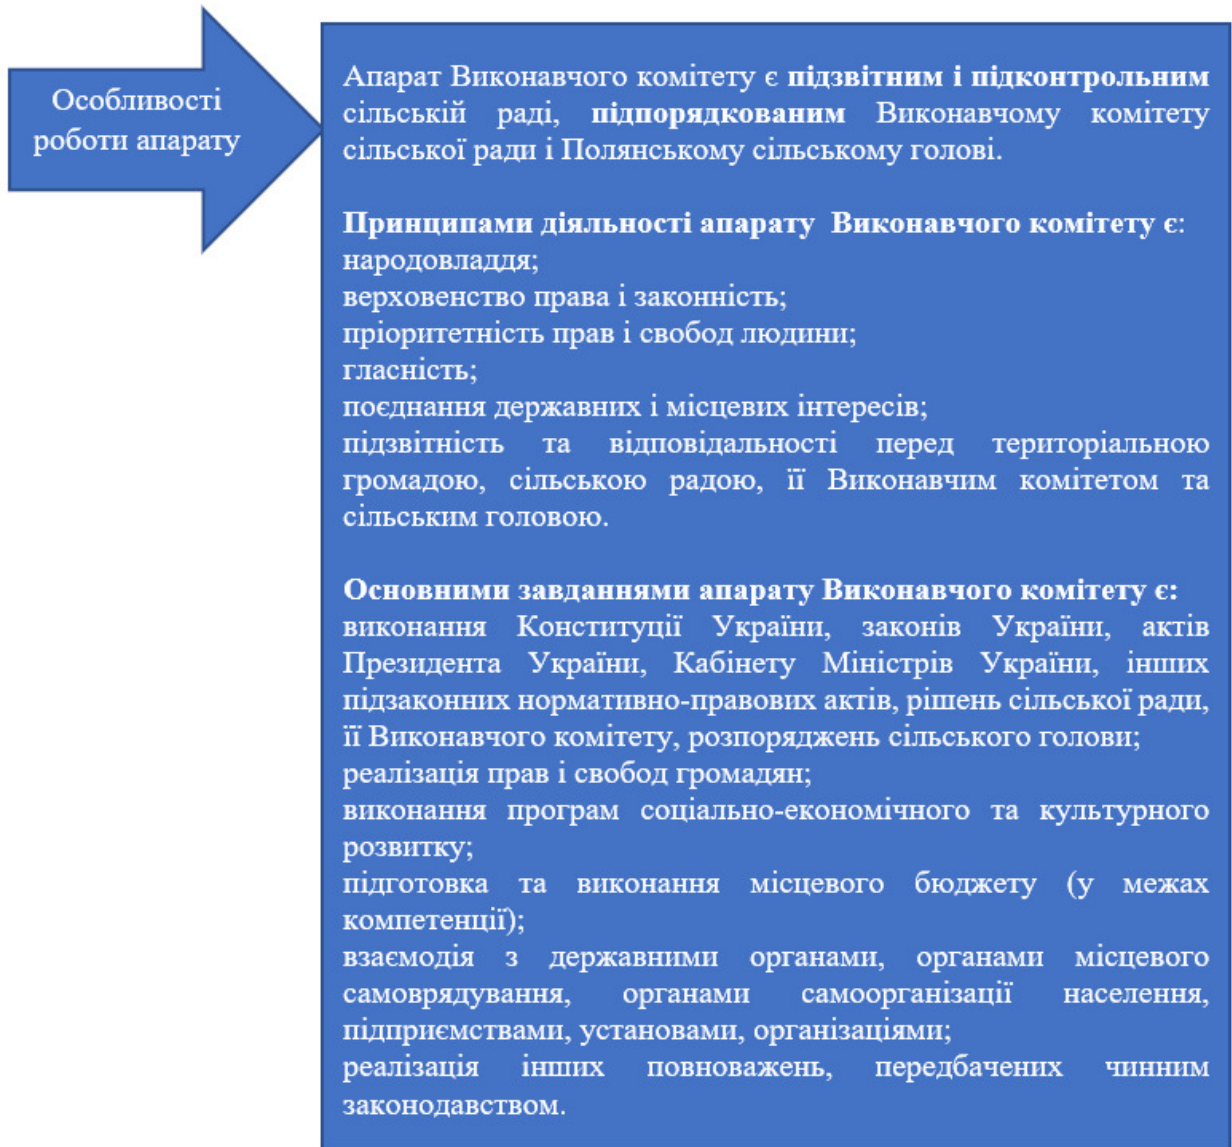 Особливості
роботи апарату
Апарат Виконавчого комітету є підзвітним і підконтрольним
сільській раді, підпорядкованим Виконавчому комітету
сільської ради і Полянському сільському голові.
Принципами діяльності апарату Виконавчого комітету є:
народовладдя;
верховенство права і законність;
пріоритетність прав і свобод людини;
гласність;
поєднання державних і місцевих інтересів;
підзвітність та відповідальності перед територіальною
громадою, сільською радою, її Виконавчим комітетом та
сільським головою.
Основними завданнями апарату Виконавчого комітету є:
виконання Конституції України, законів України, актів
Президента України, Кабінету Міністрів України, інших
підзаконних нормативно-правових актів, рішень сільської ради,
її Виконавчого комітету, розпоряджень сільського голови;
реалізація прав і свобод громадян;
виконання програм соціально-економічного та культурного
розвитку;
підготовка та виконання місцевого бюджету (у межах
компетенції);
взаємодія з державними органами, органами місцевого
самоврядування, органами самоорганізації населення,
підприємствами, установами, організаціями;
реалізація інших повноважень, передбачених чинним
законодавством.